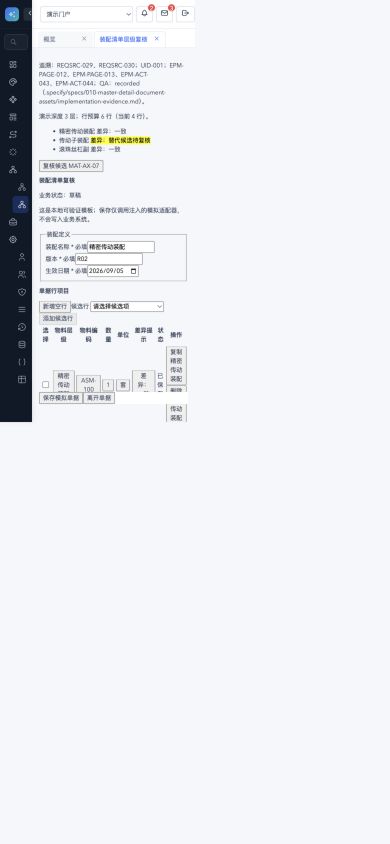 演示门户
2
3
概览
装配清单层级复核
追溯：REQSRC-029、REQSRC-030；UID-001；EPM-
PAGE-012、EPM-PAGE-013、EPM-ACT-
043、EPM-ACT-044；QA：recorded
（.specify/specs/010-master-detail-document-
assets/implementation-evidence.md）。
演示深度 3 层；行预算 6 行（当前 4 行）。
精密传动装配 差异：一致
传动子装配 差异：替代候选待复核
滚珠丝杠副 差异：一致
复核候选 MAT-AX-07
装配清单复核
业务状态：草稿
这是本地可验证模板；保存仅调用注入的模拟适配器，
不会写入业务系统。
装配定义
装配名称 * 必填 精密传动装配
版本 * 必填 R02
生效日期 * 必填 2026/09/05
单据行项目
新增空行 候选行 请选择候选项
添加候选行
选择 物料层级 物料编码 数量 单位 差异提示 状态 操作
精密传动 ASM-100 1 套 差异： 已保
复制精密传动装配
保存模拟单据 离开单据
传动装配